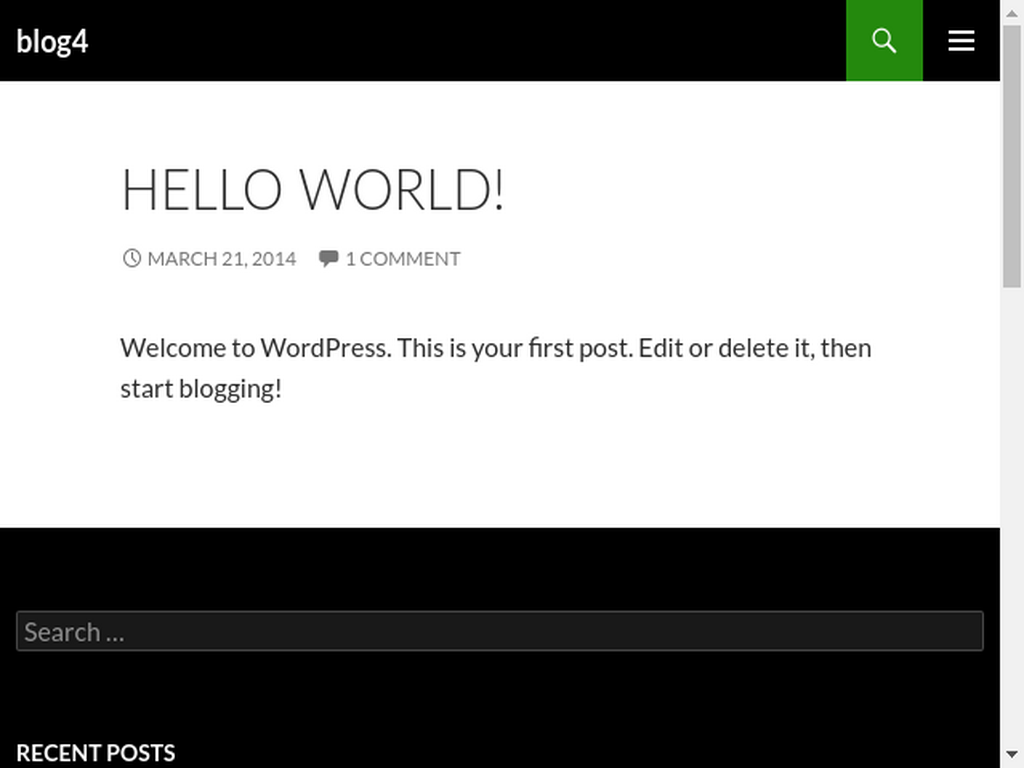 blog4
HELLO WORLD!
MARCH 21, 2014 1 COMMENT
Welcome to WordPress. This is your first post. Edit or delete it, then
start blogging!
Search ...
RECENT POSTS